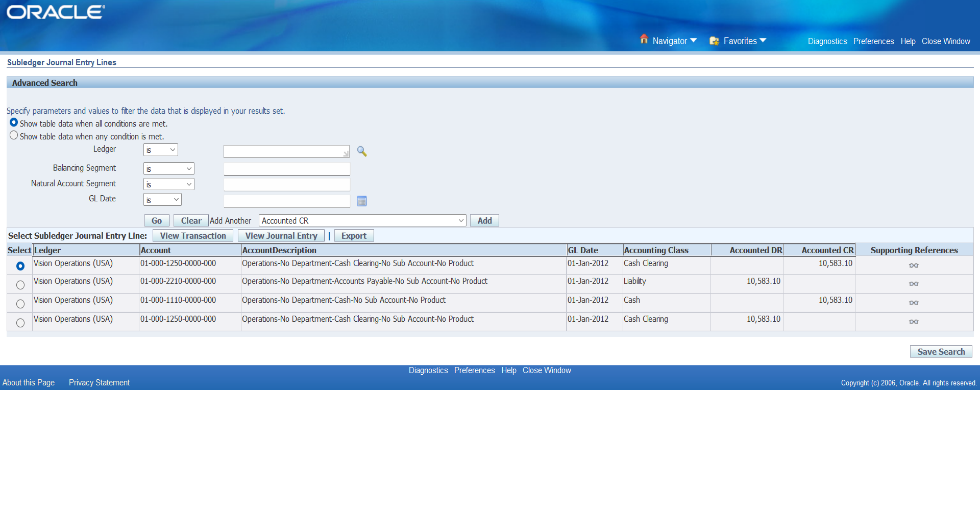 ORACLE
Navigator Favorites Diagnostics Preferences Help Close Window
Subledger Journal Entry Lines
Advanced Search
Specify parameters and values to filter the data that is displayed in your results set.
Show table data when all conditions are met.
Show table data when any condition is met.
Ledger is
Balancing Segment is
Natural Account Segment is
GL Date is
Go Clear Add Another Accounted CR Add
Select Subledger Journal Entry Line: View Transaction View Journal Entry | Export
Select Ledger Account AccountDescription GL Date Accounting Class Accounted DR Accounted CR Supporting References
Vision Operations (USA) 01-000-1250-0000-000 Operations-No Department-Cash Clearing-No Sub Account-No Product 01-Jan-2012 Cash Clearing 10,583.10
Vision Operations (USA) 01-000-2210-0000-000 Operations-No Department-Accounts Payable-No Sub Account-No Product 01-Jan-2012 Liability 10,583.10
Vision Operations (USA) 01-000-1110-0000-000 Operations-No Department-Cash-No Sub Account-No Product 01-Jan-2012 Cash 10,583.10
Vision Operations (USA) 01-000-1250-0000-000 Operations-No Department-Cash Clearing-No Sub Account-No Product 01-Jan-2012 Cash Clearing 10,583.10
Save Search
Diagnostics Preferences Help Close Window
About this Page Privacy Statement Copyright (c) 2006, Oracle. All rights reserved.